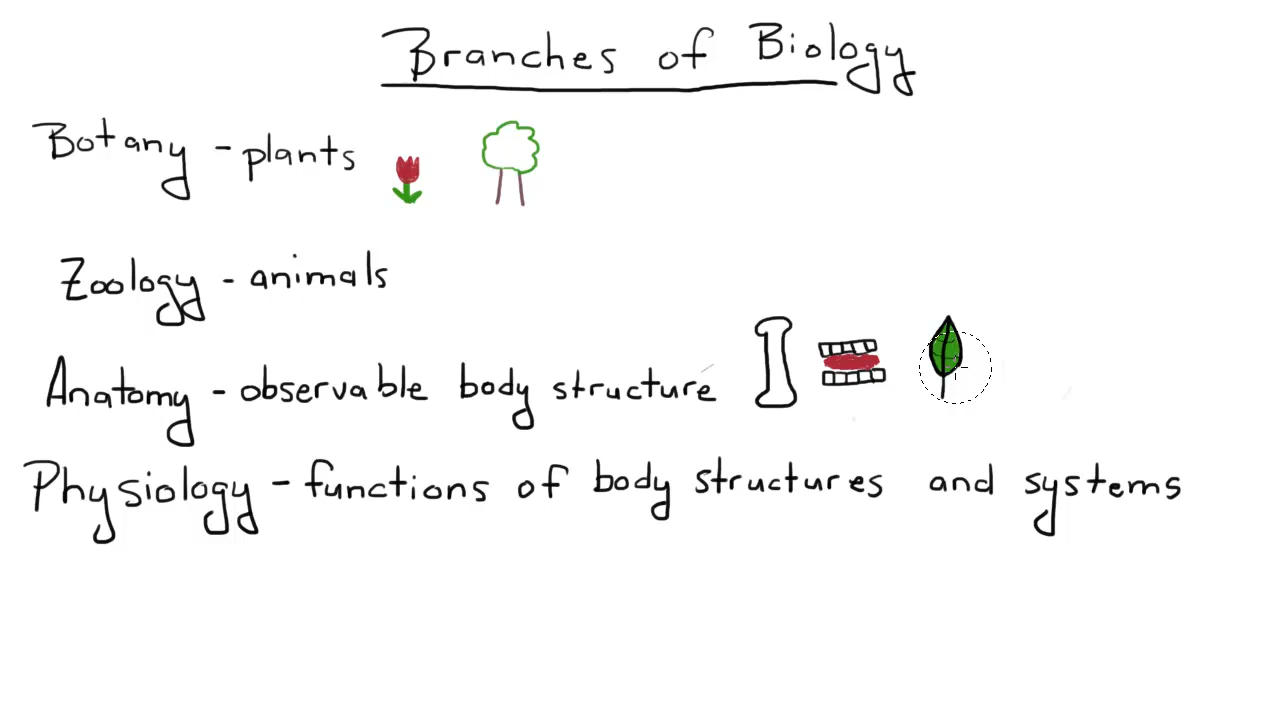 Branches of Biology
Botany - plants
Zoology - animals
Anatomy - observable body structure
Physiology - functions of body structures and systems